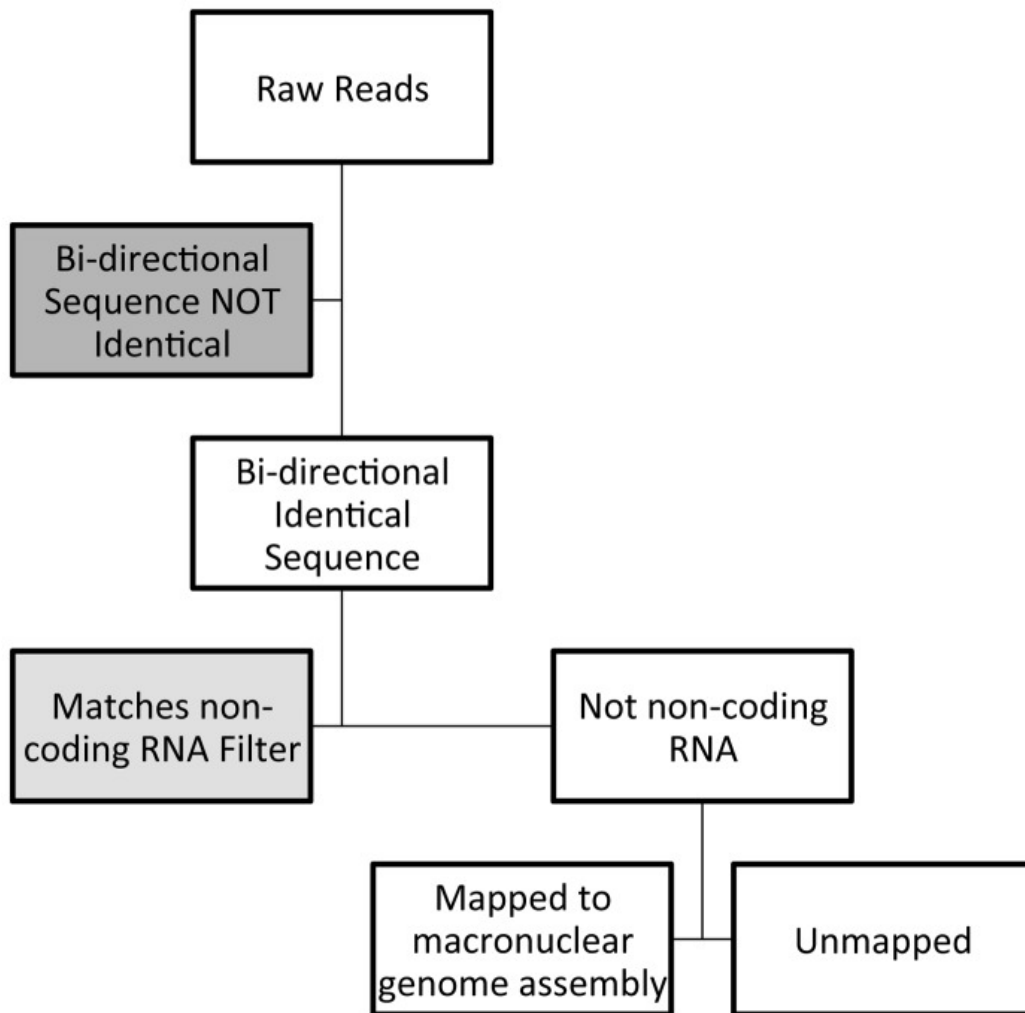 Raw Reads
Bi-directional
Sequence NOT
Identical
Bi-directional
Identical
Sequence
Matches non-
coding RNA Filter
Not non-coding
RNA
Mapped to
macronuclear
genome assembly
Unmapped